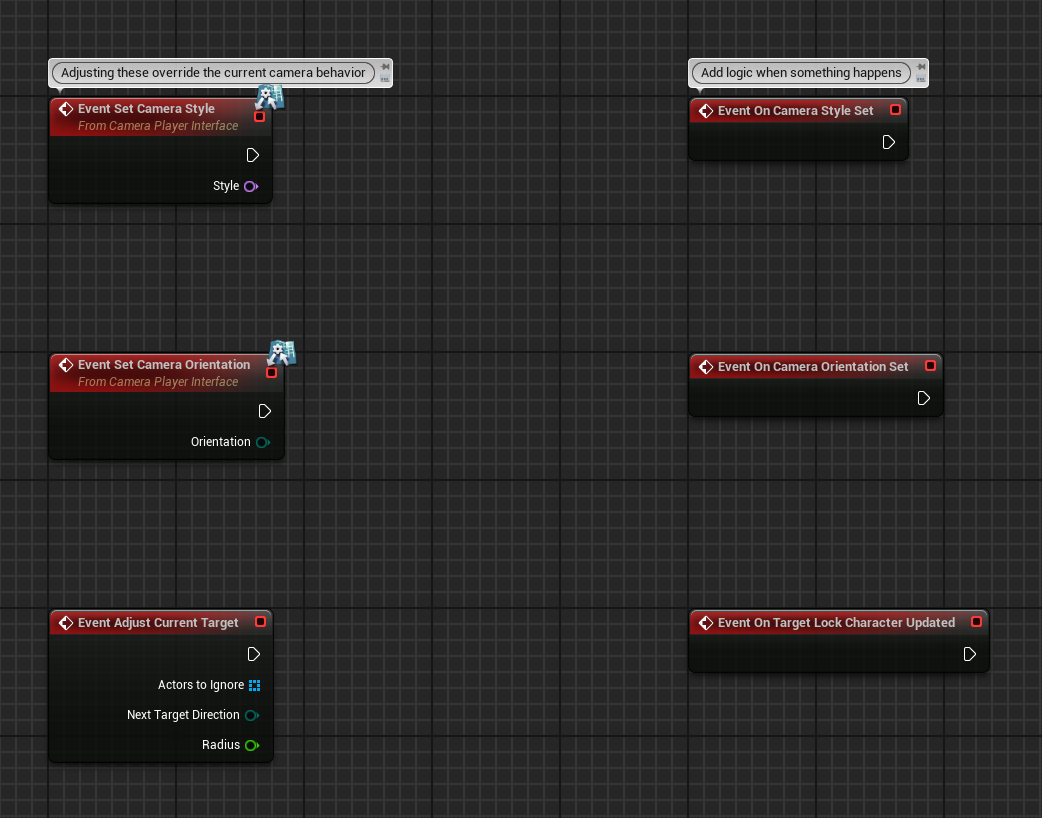 Adjusting these override the current camera behavior
Event Set Camera Style
From Camera Player Interface
Style
Event Set Camera Orientation
From Camera Player Interface
Orientation
Event Adjust Current Target
Actors to Ignore
Next Target Direction
Radius
Add logic when something happens
Event On Camera Style Set
Event On Camera Orientation Set
Event On Target Lock Character Updated